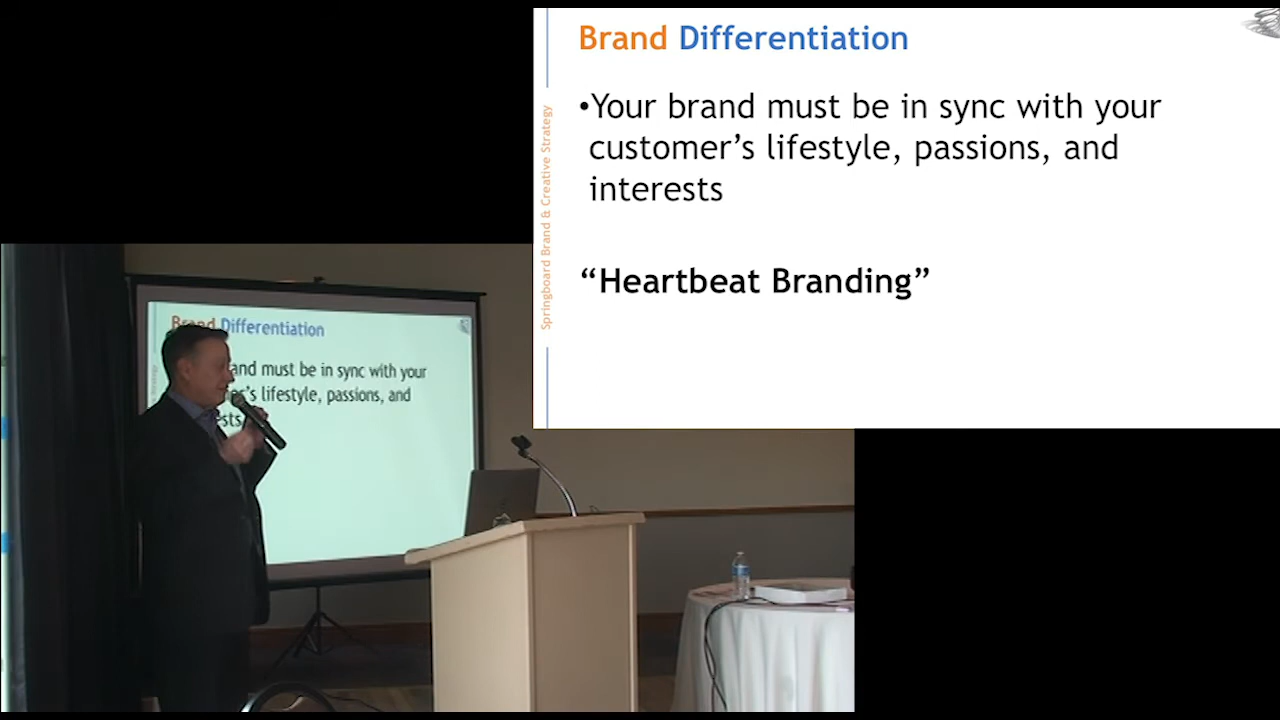 Brand Differentiation
•Your brand must be in sync with your
customer's lifestyle, passions, and
interests
“Heartbeat Branding”
Springboard Brand & Creative Strategy
Brand Differentiation
and must be in sync with your
er's lifestyle, passions, and
ests